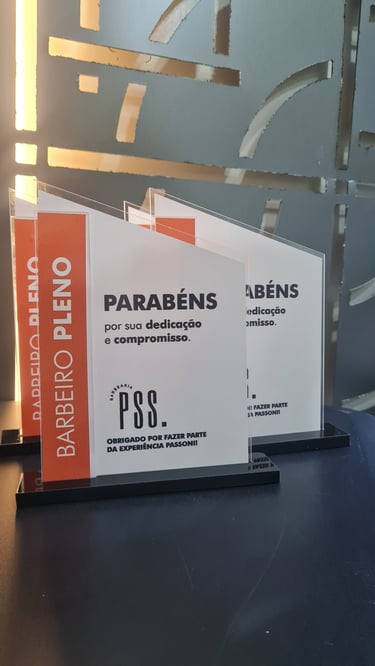 BARBEIRO PLENO
PARABÉNS
por sua dedicação
e compromisso.
BARBEARIA
PSS.
OBRIGADO POR FAZER PARTE
DA EXPERIÊNCIA PASSONI!
BARBEIRO PLENO
ABÉNS
dedicação
omisso.
FAZER PARTE
PASSONI!